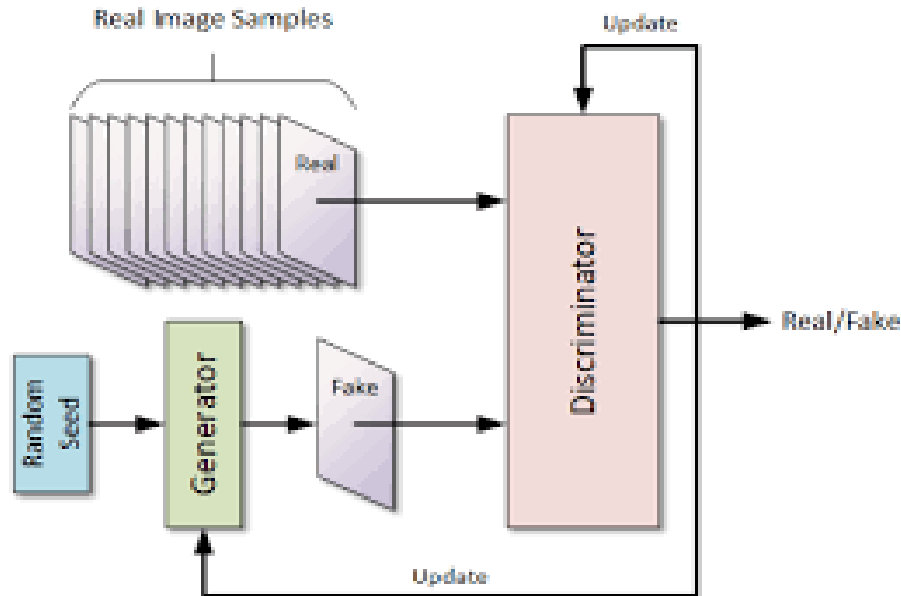 Real Image Samples
Update
Real
Discriminator
Real/Fake
Random
Seed
Generator
Fake
Update